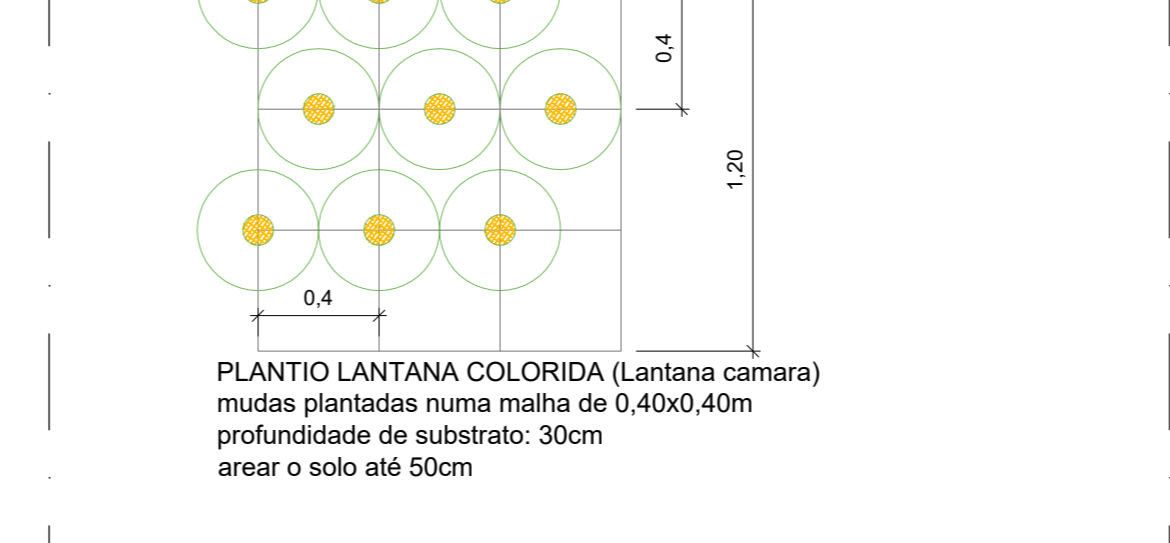 0,4
1,20
0,4
PLANTIO LANTANA COLORIDA (Lantana camara)
mudas plantadas numa malha de 0,40x0,40m
profundidade de substrato: 30cm
arear o solo até 50cm